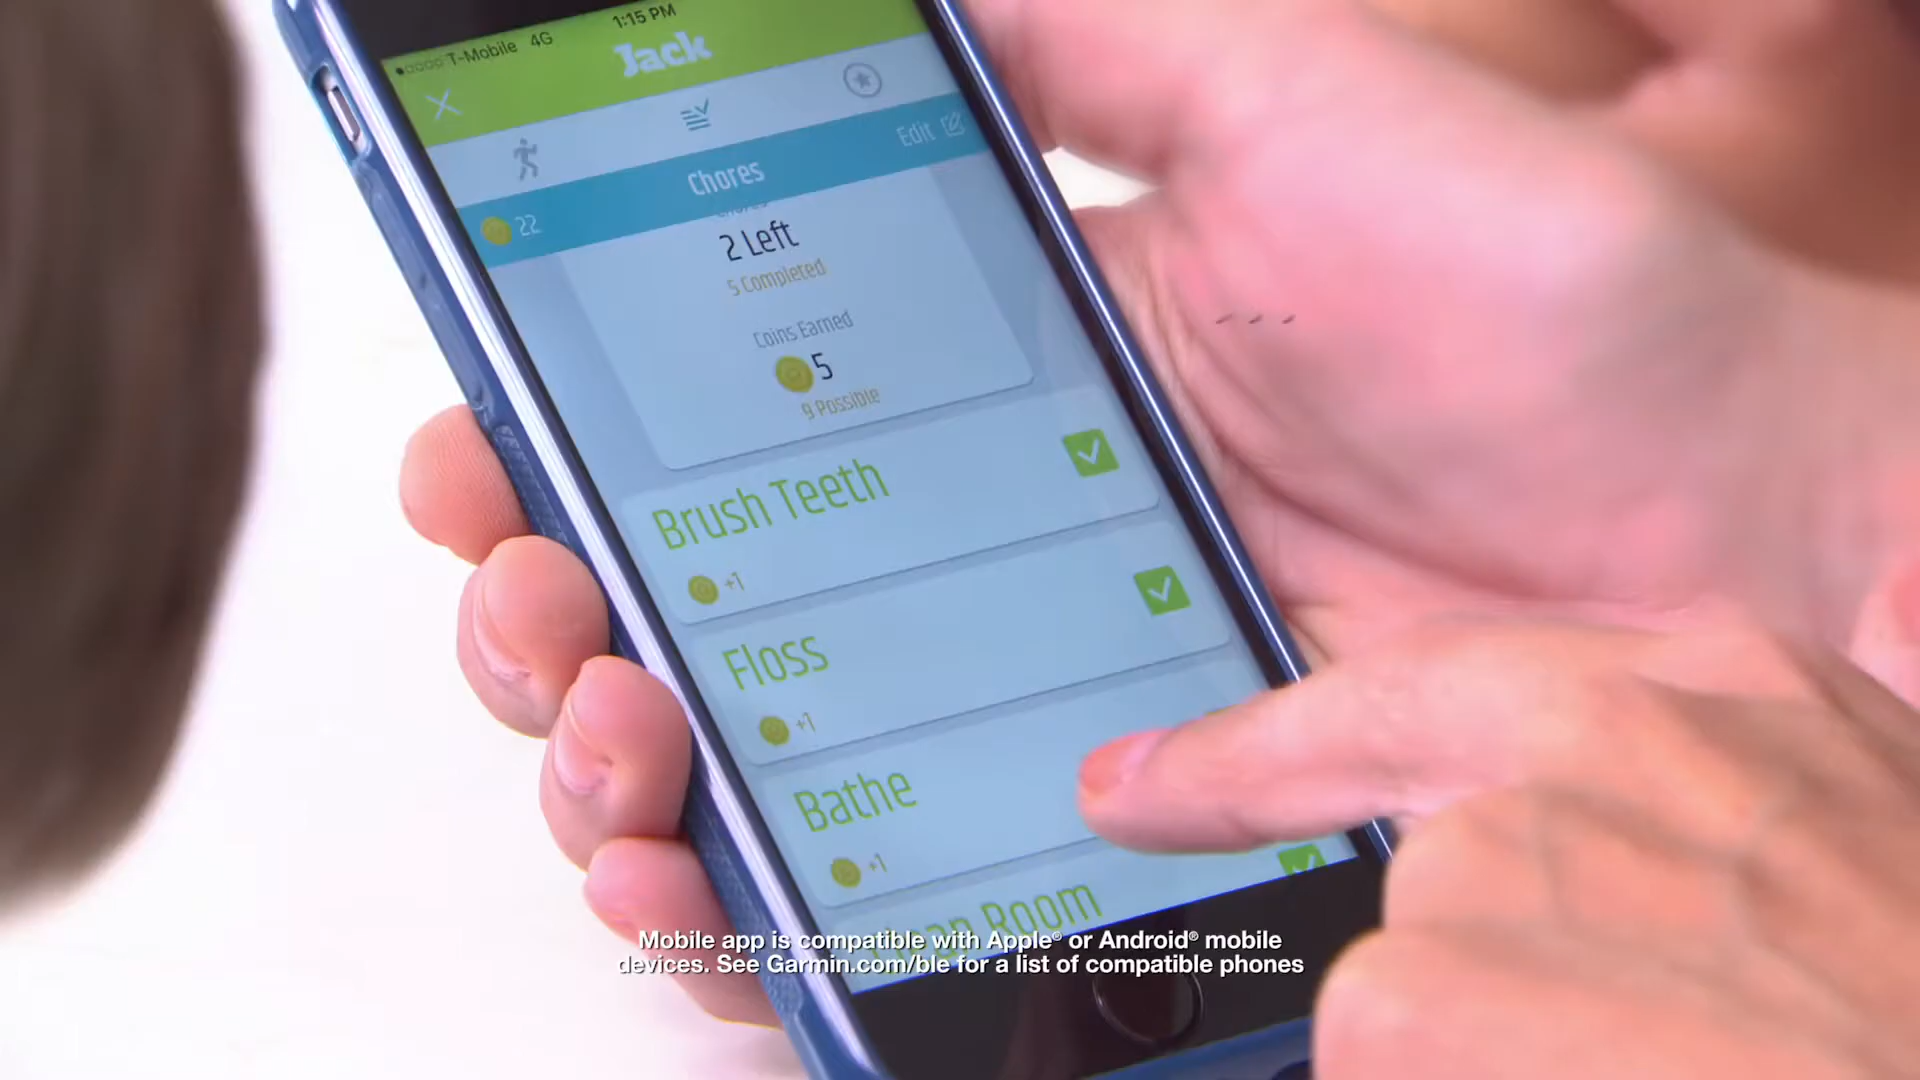 1:15 PM
T-Mobile 4G
Jack
Edit
Chores
22
Chores
2 Left
5 Completed
Coins Earned
5
9 Possible
Brush Teeth
+1
Floss
+1
Bathe
+1
Clean Room
Mobile app is compatible with Apple® or Android® mobile
devices. See Garmin.com/ble for a list of compatible phones